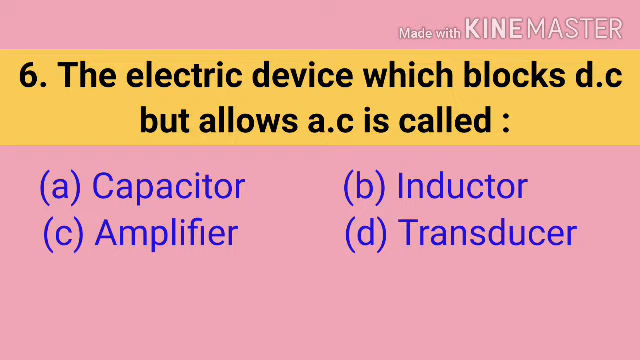 Made with KINEMASTER
6. The electric device which blocks d.c
but allows a.c is called :
(a) Capacitor (b) Inductor
(c) Amplifier (d) Transducer